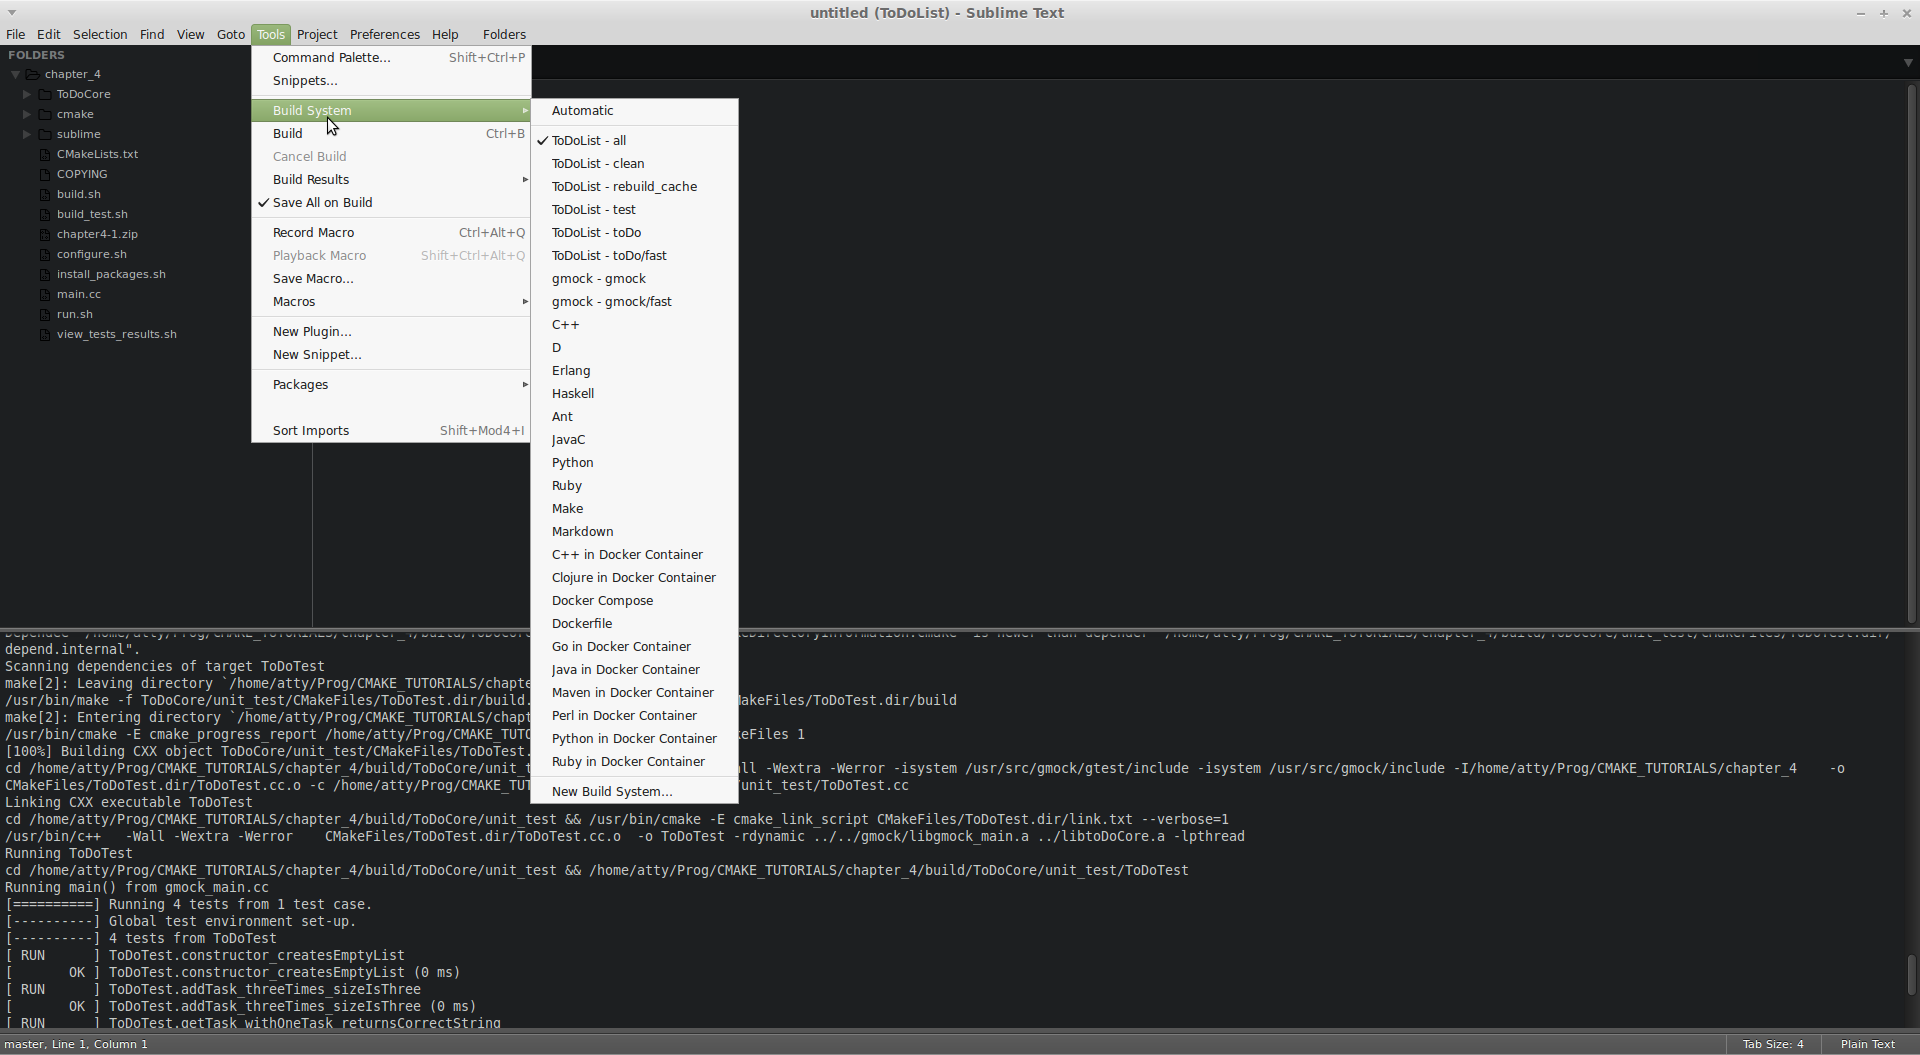 untitled (ToDoList) - Sublime Text
File Edit Selection Find View Goto Tools Project Preferences Help Folders
FOLDERS
chapter_4
ToDoCore
cmake
sublime
CMakeLists.txt
COPYING
build.sh
build_test.sh
chapter4-1.zip
configure.sh
install_packages.sh
main.cc
run.sh
view_tests_results.sh
Command Palette... Shift+Ctrl+P
Snippets...
Build System
Build Ctrl+B
Cancel Build
Build Results
Save All on Build
Record Macro Ctrl+Alt+Q
Playback Macro Shift+Ctrl+Alt+Q
Save Macro...
Macros
New Plugin...
New Snippet...
Packages
Sort Imports Shift+Mod4+I
Automatic
ToDoList - all
ToDoList - clean
ToDoList - rebuild_cache
ToDoList - test
ToDoList - toDo
ToDoList - toDo/fast
gmock - gmock
gmock - gmock/fast
C++
D
Erlang
Haskell
Ant
JavaC
Python
Ruby
Make
Markdown
C++ in Docker Container
Clojure in Docker Container
Docker Compose
Dockerfile
Go in Docker Container
Java in Docker Container
Maven in Docker Container
Perl in Docker Container
Python in Docker Container
Ruby in Docker Container
New Build System...
depend.internal".
Scanning dependencies of target ToDoTest
make[2]: Leaving directory `/home/atty/Prog/CMAKE_TUTORIALS/chapte
/usr/bin/make -f ToDoCore/unit_test/CMakeFiles/ToDoTest.dir/build. MakeFiles/ToDoTest.dir/build
make[2]: Entering directory `/home/atty/Prog/CMAKE_TUTORIALS/chapt
/usr/bin/cmake -E cmake_progress_report /home/atty/Prog/CMAKE_TUTO keFiles 1
[100%] Building CXX object ToDoCore/unit_test/CMakeFiles/ToDoTest.
cd /home/atty/Prog/CMAKE_TUTORIALS/chapter_4/build/ToDoCore/unit_t all -Wextra -Werror -isystem /usr/src/gmock/gtest/include -isystem /usr/src/gmock/include -I/home/atty/Prog/CMAKE_TUTORIALS/chapter_4 -o
CMakeFiles/ToDoTest.dir/ToDoTest.cc.o -c /home/atty/Prog/CMAKE_TUT unit_test/ToDoTest.cc
Linking CXX executable ToDoTest
cd /home/atty/Prog/CMAKE_TUTORIALS/chapter_4/build/ToDoCore/unit_test && /usr/bin/cmake -E cmake_link_script CMakeFiles/ToDoTest.dir/link.txt --verbose=1
/usr/bin/c++ -Wall -Wextra -Werror CMakeFiles/ToDoTest.dir/ToDoTest.cc.o -o ToDoTest -rdynamic ../../gmock/libgmock_main.a ../libtoDoCore.a -lpthread
Running ToDoTest
cd /home/atty/Prog/CMAKE_TUTORIALS/chapter_4/build/ToDoCore/unit_test && /home/atty/Prog/CMAKE_TUTORIALS/chapter_4/build/ToDoCore/unit_test/ToDoTest
Running main() from gmock_main.cc
[==========] Running 4 tests from 1 test case.
[----------] Global test environment set-up.
[----------] 4 tests from ToDoTest
[ RUN      ] ToDoTest.constructor_createsEmptyList
[       OK ] ToDoTest.constructor_createsEmptyList (0 ms)
[ RUN      ] ToDoTest.addTask_threeTimes_sizeIsThree
[       OK ] ToDoTest.addTask_threeTimes_sizeIsThree (0 ms)
[ RUN      ] ToDoTest.getTask_withOneTask_returnsCorrectString
master, Line 1, Column 1 Tab Size: 4 Plain Text